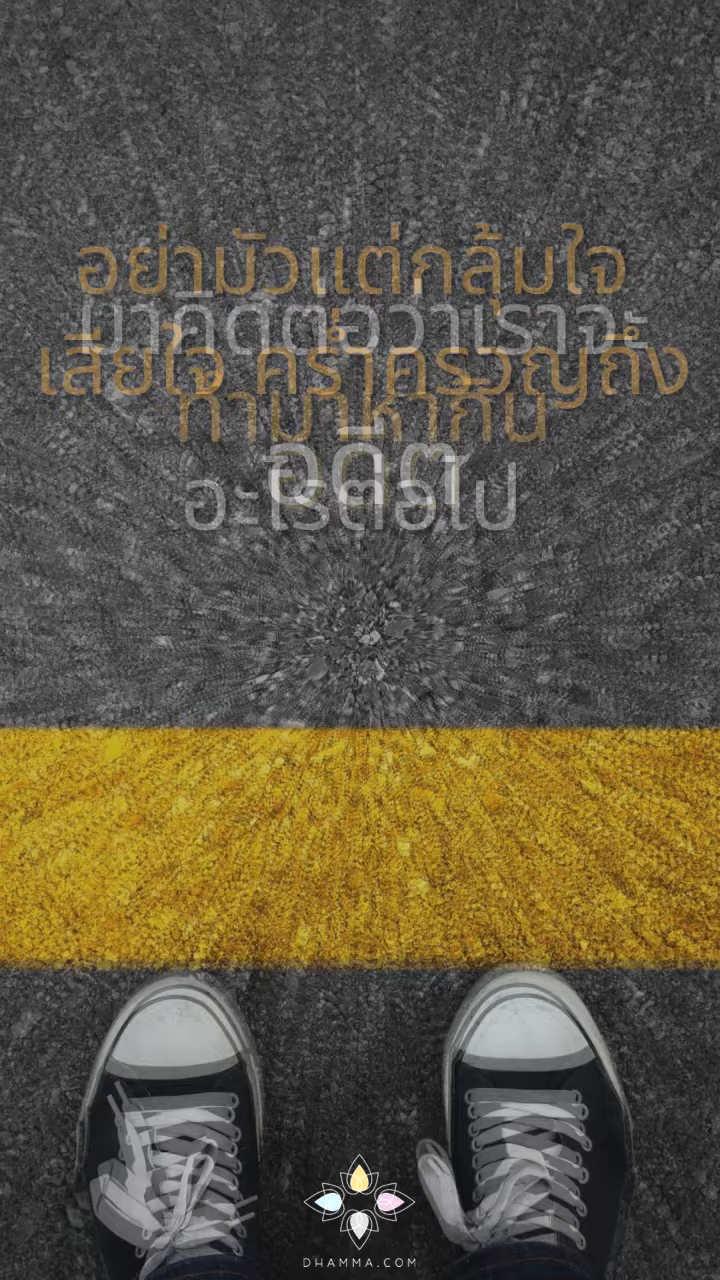 อย่ามัวแต่กลุ้มใจ
มาคิดต่อว่าเราจะ
เสียใจ คร่ำครวญถึง
ทำมาหากิน
อดีต
อะไรต่อไป
DHAMMA.COM